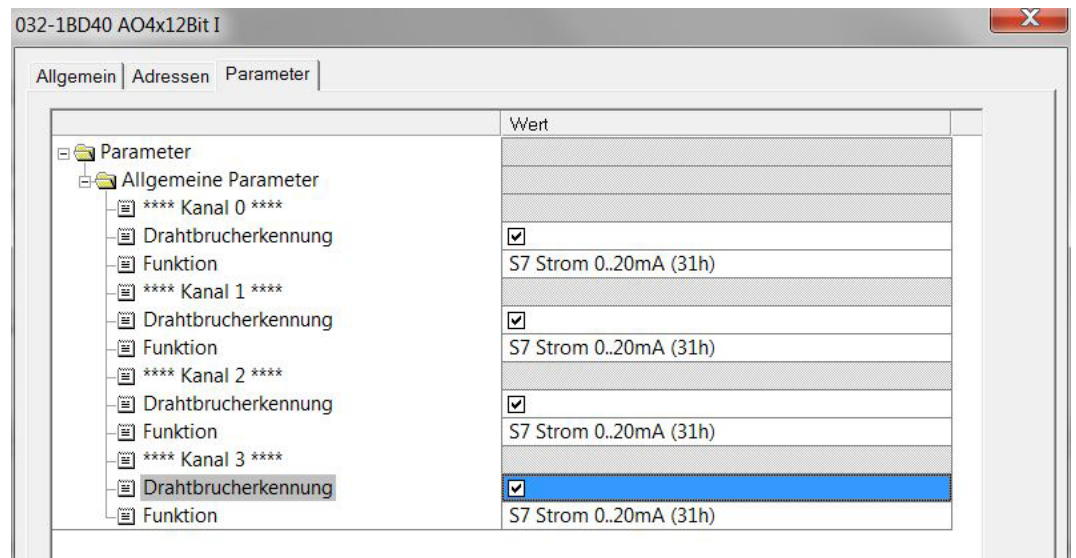 032-1BD40 AO4x12Bit I
Allgemein Adressen Parameter
Wert
Parameter
Allgemeine Parameter
**** Kanal 0 ****
Drahtbrucherkennung
Funktion S7 Strom 0..20mA (31h)
**** Kanal 1 ****
Drahtbrucherkennung
Funktion S7 Strom 0..20mA (31h)
**** Kanal 2 ****
Drahtbrucherkennung
Funktion S7 Strom 0..20mA (31h)
**** Kanal 3 ****
Drahtbrucherkennung
Funktion S7 Strom 0..20mA (31h)